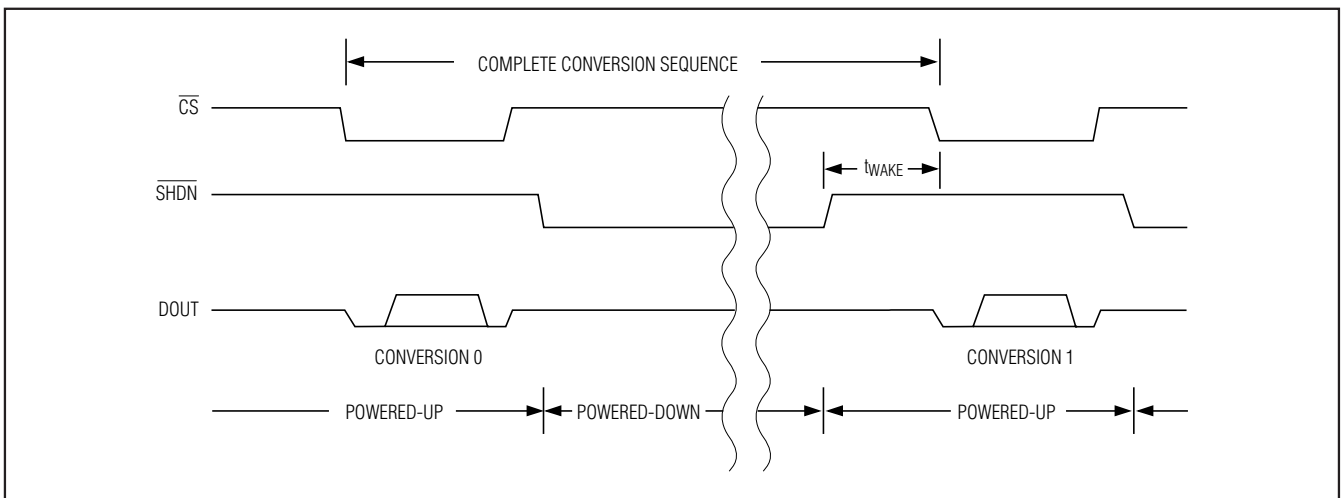 COMPLETE CONVERSION SEQUENCE
CS
tWAKE
SHDN
DOUT
CONVERSION 0
CONVERSION 1
POWERED-UP
POWERED-DOWN
POWERED-UP